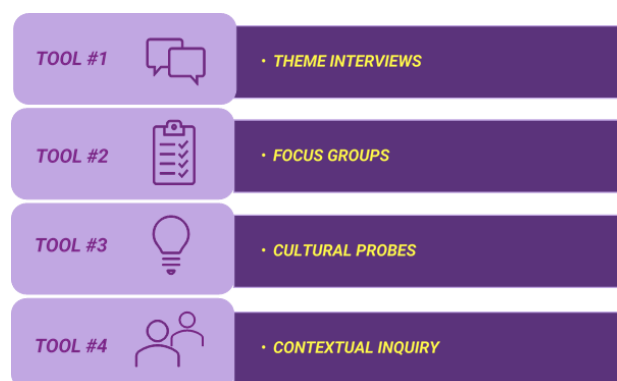 TOOL #1
• THEME INTERVIEWS
TOOL #2
• FOCUS GROUPS
TOOL #3
• CULTURAL PROBES
TOOL #4
• CONTEXTUAL INQUIRY